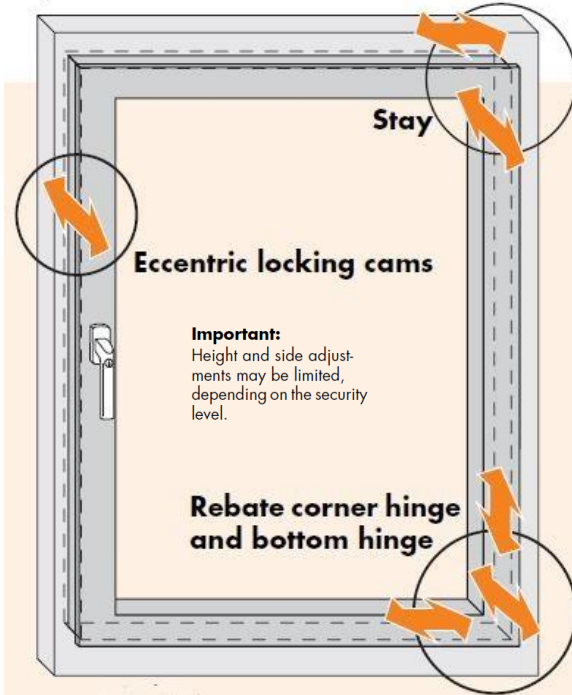 Stay
Eccentric locking cams
Important:
Height and side adjust-
ments may be limited,
depending on the security
level.
Rebate corner hinge
and bottom hinge